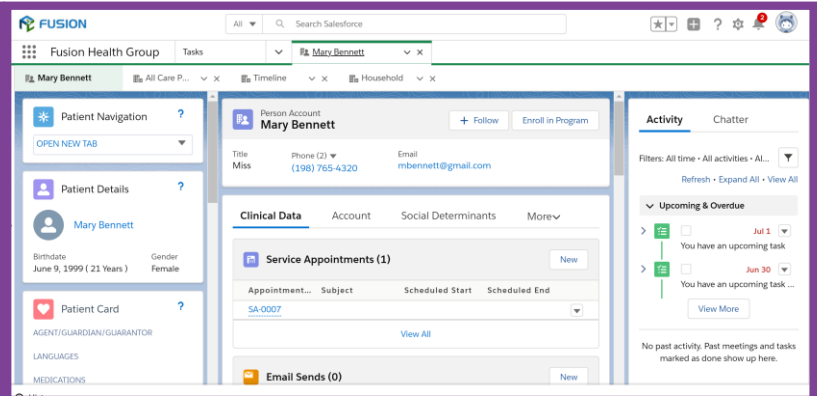 FUSION
All
Search Salesforce
2
Fusion Health Group
Tasks
Mary Bennett
Mary Bennett
All Care P...
Timeline
Household
Patient Navigation
?
OPEN NEW TAB
Patient Details
?
Mary Bennett
Birthdate
Gender
June 9, 1999 ( 21 Years )
Female
Patient Card
?
AGENT/GUARDIAN/GUARANTOR
LANGUAGES
MEDICATIONS
Person Account
Mary Bennett
+ Follow
Enroll in Program
Title
Phone (2)
Email
Miss
(198) 765-4320
mbennett@gmail.com
Clinical Data
Account
Social Determinants
More
Service Appointments (1)
New
Appointment...
Subject
Scheduled Start
Scheduled End
SA-0007
View All
Email Sends (0)
New
Activity
Chatter
Filters: All time • All activities • Al...
Refresh • Expand All • View All
Upcoming & Overdue
Jul 1
You have an upcoming task
Jun 30
You have an upcoming task ...
View More
No past activity. Past meetings and tasks
marked as done show up here.